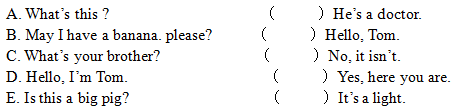 A. What's this ? ( ) He's a doctor.
B. May I have a banana. please? ( ) Hello, Tom.
C. What's your brother? ( ) No, it isn't.
D. Hello, I'm Tom. ( ) Yes, here you are.
E. Is this a big pig? ( ) It's a light.